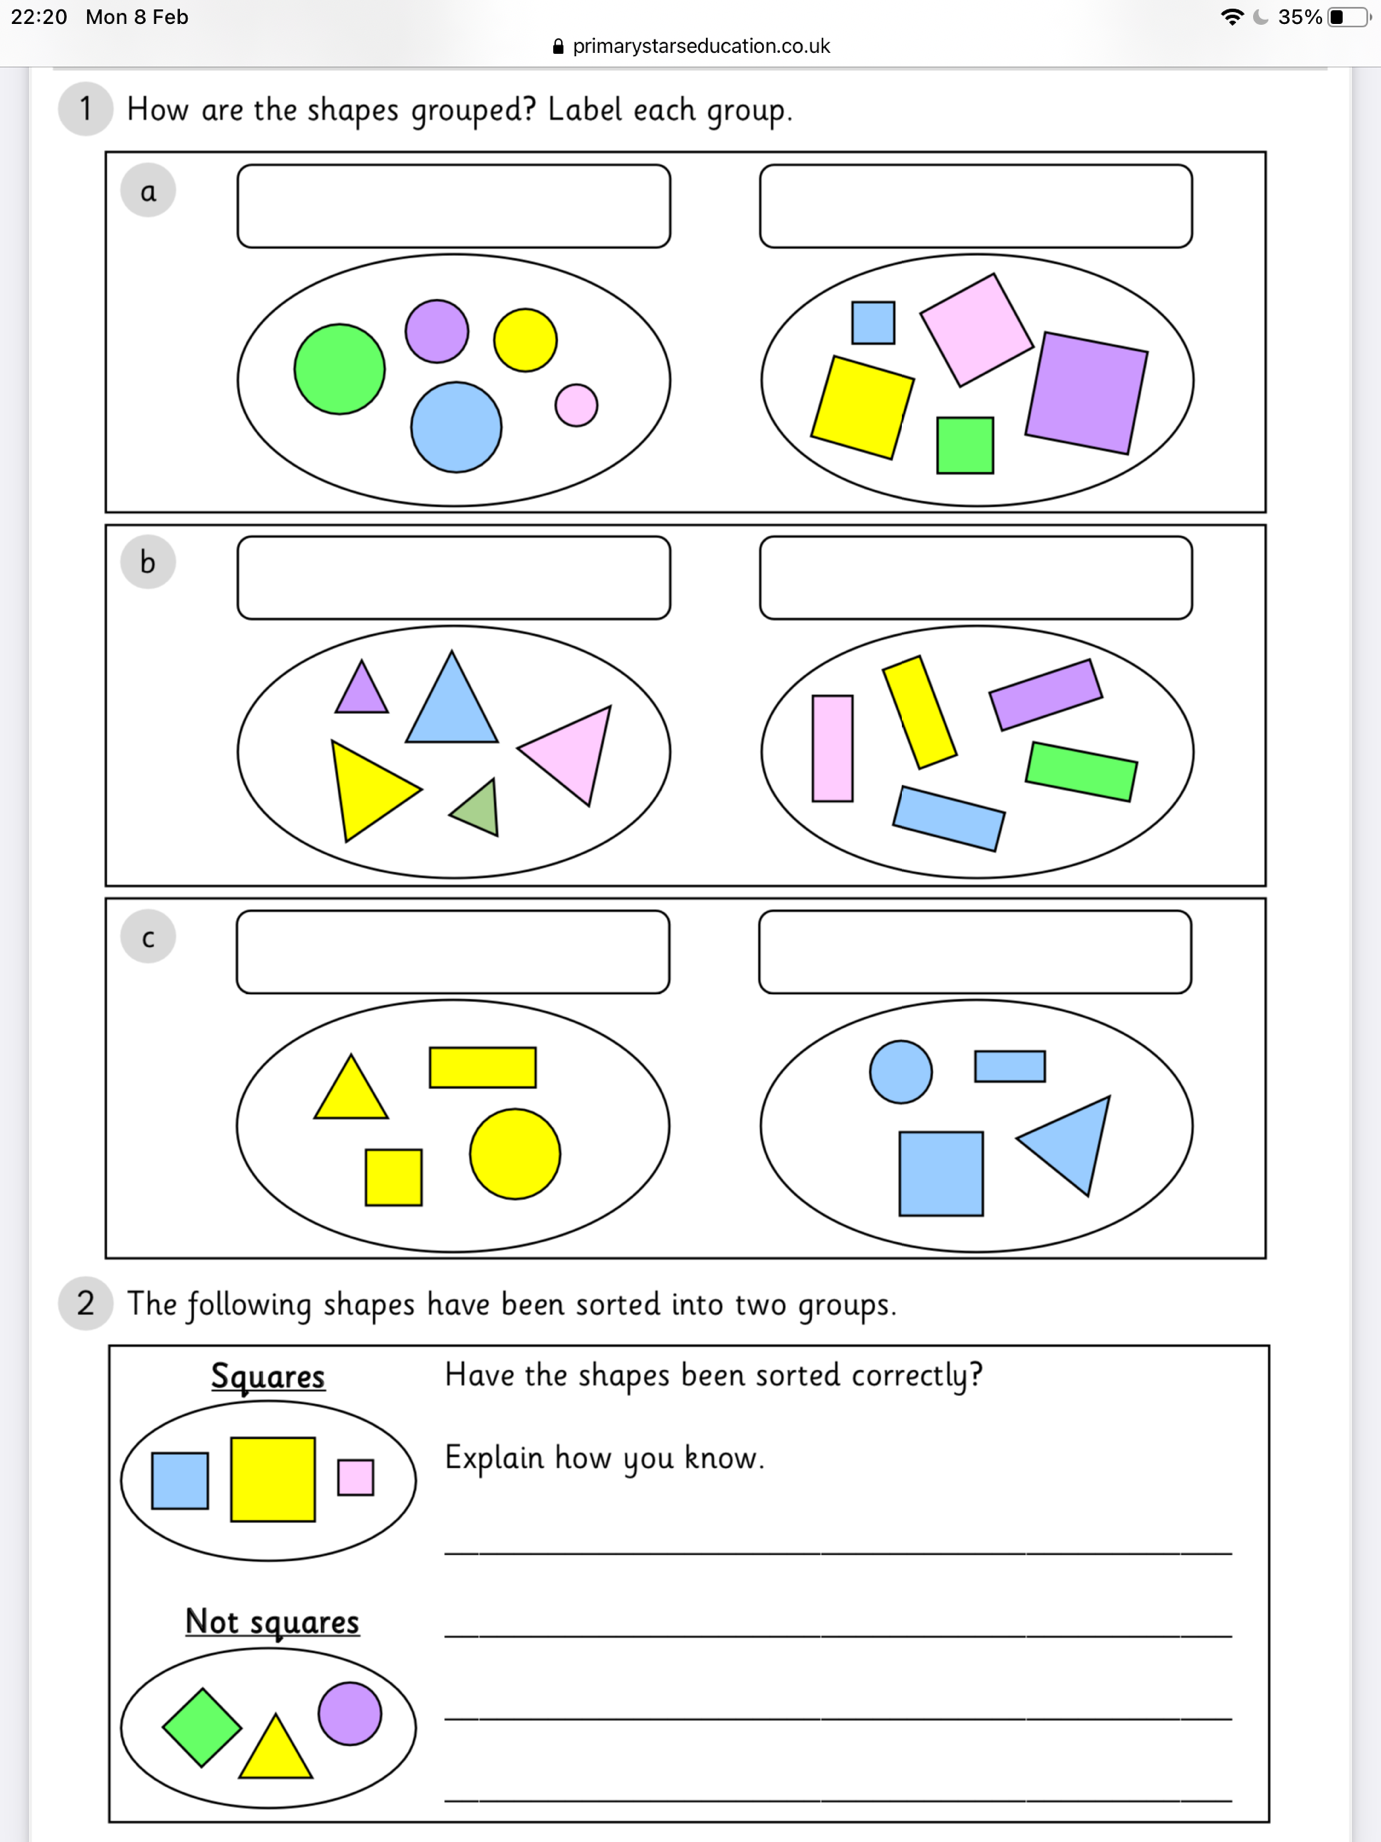 22:20 Mon 8 Feb
35%
primarystarseducation.co.uk
1 How are the shapes grouped? Label each group.
a
b
c
2 The following shapes have been sorted into two groups.
Squares
Have the shapes been sorted correctly?
Explain how you know.
Not squares